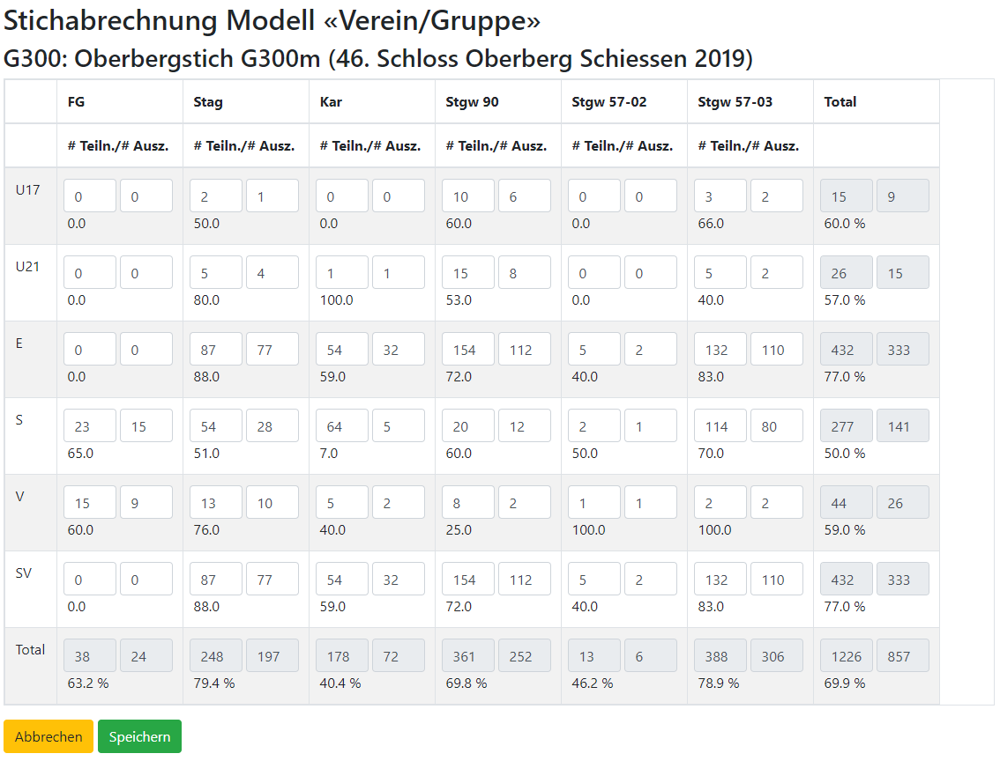 Stichabrechnung Modell «Verein/Gruppe»
G300: Oberbergstich G300m (46. Schloss Oberberg Schiessen 2019)
FG Stag Kar Stgw 90 Stgw 57-02 Stgw 57-03 Total
# Teiln./# Ausz. # Teiln./# Ausz. # Teiln./# Ausz. # Teiln./# Ausz. # Teiln./# Ausz. # Teiln./# Ausz.
U17 0 0 2 1 0 0 10 6 0 0 3 2 15 9
0.0 50.0 0.0 60.0 0.0 66.0 60.0 %
U21 0 0 5 4 1 1 15 8 0 0 5 2 26 15
0.0 80.0 100.0 53.0 0.0 40.0 57.0 %
E 0 0 87 77 54 32 154 112 5 2 132 110 432 333
0.0 88.0 59.0 72.0 40.0 83.0 77.0 %
S 23 15 54 28 64 5 20 12 2 1 114 80 277 141
65.0 51.0 7.0 60.0 50.0 70.0 50.0 %
V 15 9 13 10 5 2 8 2 1 1 2 2 44 26
60.0 76.0 40.0 25.0 100.0 100.0 59.0 %
SV 0 0 87 77 54 32 154 112 5 2 132 110 432 333
0.0 88.0 59.0 72.0 40.0 83.0 77.0 %
Total 38 24 248 197 178 72 361 252 13 6 388 306 1226 857
63.2 % 79.4 % 40.4 % 69.8 % 46.2 % 78.9 % 69.9 %
Abbrechen Speichern